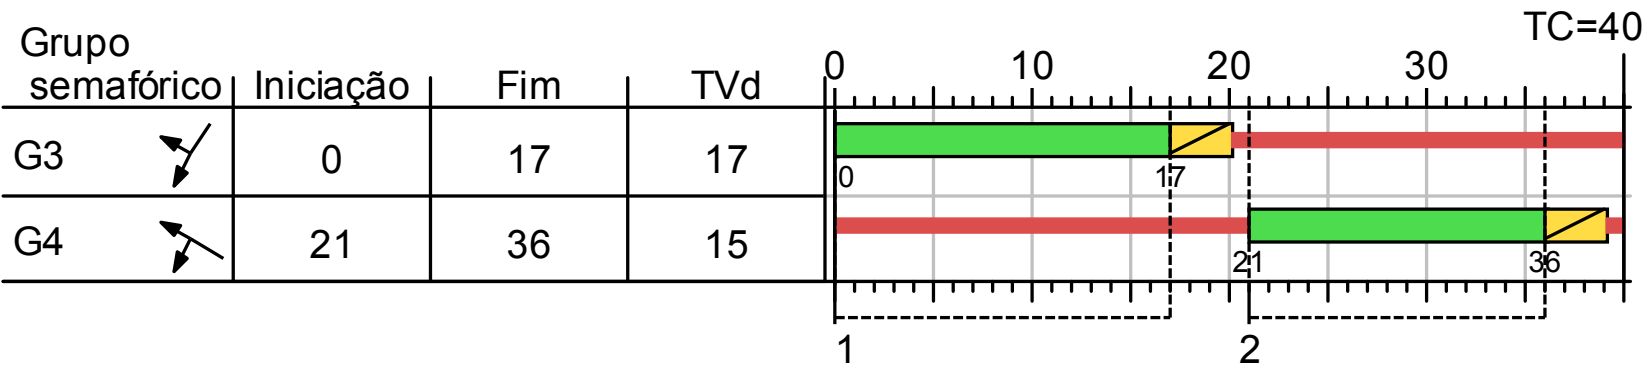 TC=40
Grupo
semafórico Iniciação Fim TVd 0 10 20 30
G3 0 17 17
0 17
G4 21 36 15
21 36
1 2